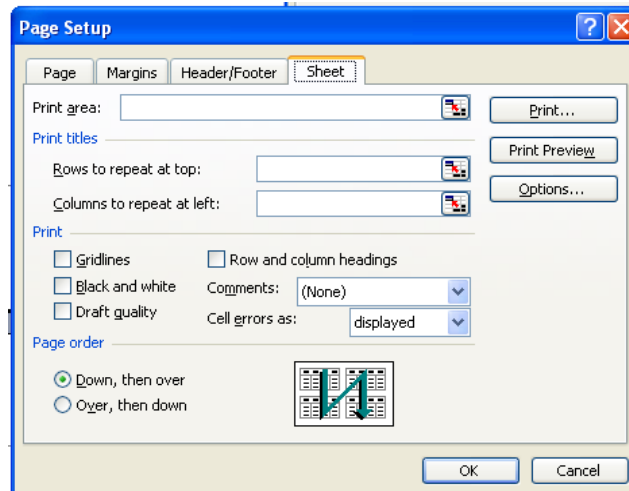 Page Setup
Page Margins Header/Footer Sheet
Print area:
Print...
Print titles
Print Preview
Rows to repeat at top:
Options...
Columns to repeat at left:
Print
Gridlines Row and column headings
Black and white Comments: (None)
Draft quality Cell errors as: displayed
Page order
Down, then over
Over, then down
OK Cancel